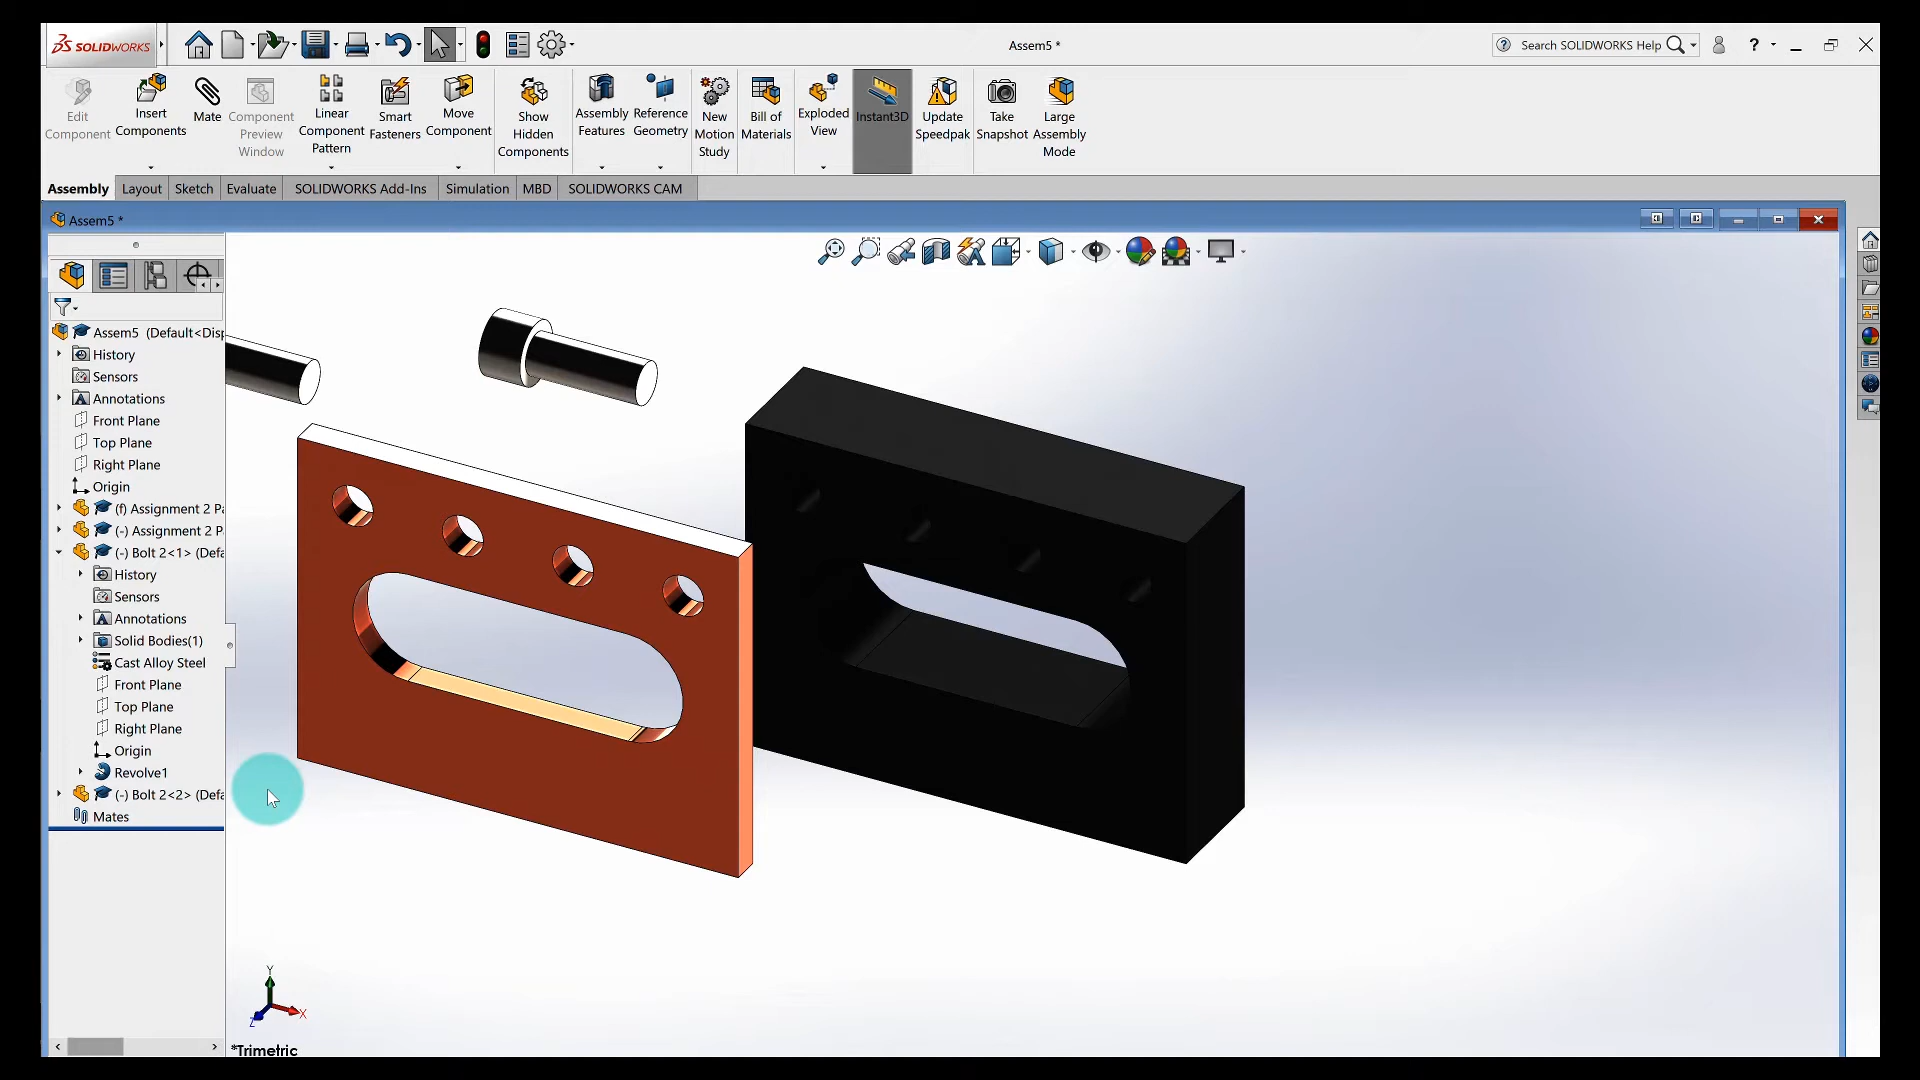 SOLIDWORKS
Assem5 *
Search SOLIDWORKS Help
?
Edit Component
Insert Components
Mate
Component Preview Window
Linear Component Pattern
Smart Fasteners
Move Component
Show Hidden Components
Assembly Features
Reference Geometry
New Motion Study
Bill of Materials
Exploded View
Instant3D
Update Speedpak
Take Snapshot
Large Assembly Mode
Assembly
Layout
Sketch
Evaluate
SOLIDWORKS Add-Ins
Simulation
MBD
SOLIDWORKS CAM
Assem5 *
Assem5 (Default<Disp
History
Sensors
Annotations
Front Plane
Top Plane
Right Plane
Origin
(f) Assignment 2 Pa
(-) Assignment 2 P
(-) Bolt 2<1> (Defa
History
Sensors
Annotations
Solid Bodies(1)
Cast Alloy Steel
Front Plane
Top Plane
Right Plane
Origin
Revolve1
(-) Bolt 2<2> (Defa
Mates
Y
X
Z
*Trimetric